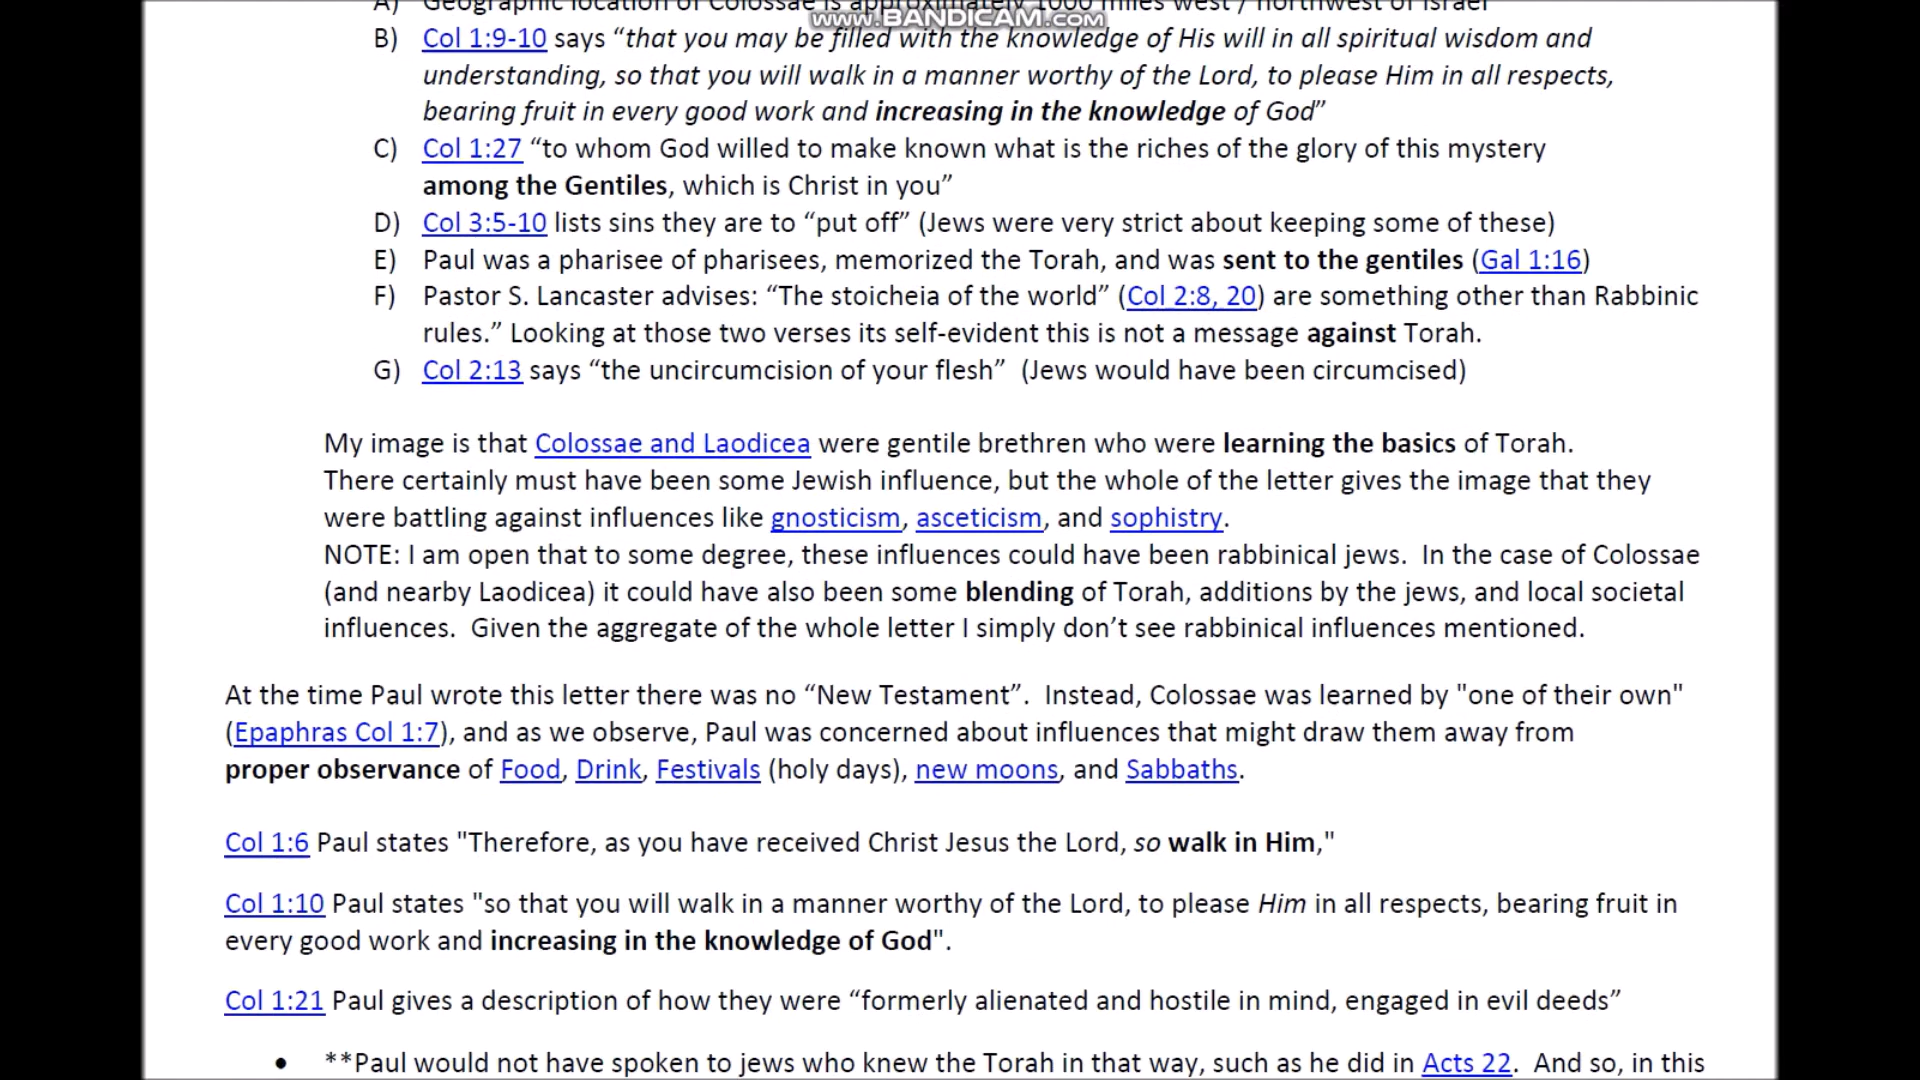 A) Geographic location of Colossae is approximately 1000 miles west / northwest of Israel
www.BANDICAM.com
B) Col 1:9-10 says “that you may be filled with the knowledge of His will in all spiritual wisdom and
understanding, so that you will walk in a manner worthy of the Lord, to please Him in all respects,
bearing fruit in every good work and increasing in the knowledge of God”
C) Col 1:27 “to whom God willed to make known what is the riches of the glory of this mystery
among the Gentiles, which is Christ in you”
D) Col 3:5-10 lists sins they are to “put off” (Jews were very strict about keeping some of these)
E) Paul was a pharisee of pharisees, memorized the Torah, and was sent to the gentiles (Gal 1:16)
F) Pastor S. Lancaster advises: “The stoicheia of the world” (Col 2:8, 20) are something other than Rabbinic
rules.” Looking at those two verses its self-evident this is not a message against Torah.
G) Col 2:13 says “the uncircumcision of your flesh” (Jews would have been circumcised)
My image is that Colossae and Laodicea were gentile brethren who were learning the basics of Torah.
There certainly must have been some Jewish influence, but the whole of the letter gives the image that they
were battling against influences like gnosticism, asceticism, and sophistry.
NOTE: I am open that to some degree, these influences could have been rabbinical jews. In the case of Colossae
(and nearby Laodicea) it could have also been some blending of Torah, additions by the jews, and local societal
influences. Given the aggregate of the whole letter I simply don’t see rabbinical influences mentioned.
At the time Paul wrote this letter there was no “New Testament”. Instead, Colossae was learned by "one of their own"
(Epaphras Col 1:7), and as we observe, Paul was concerned about influences that might draw them away from
proper observance of Food, Drink, Festivals (holy days), new moons, and Sabbaths.
Col 1:6 Paul states "Therefore, as you have received Christ Jesus the Lord, so walk in Him,"
Col 1:10 Paul states "so that you will walk in a manner worthy of the Lord, to please Him in all respects, bearing fruit in
every good work and increasing in the knowledge of God".
Col 1:21 Paul gives a description of how they were “formerly alienated and hostile in mind, engaged in evil deeds”
• **Paul would not have spoken to jews who knew the Torah in that way, such as he did in Acts 22. And so, in this